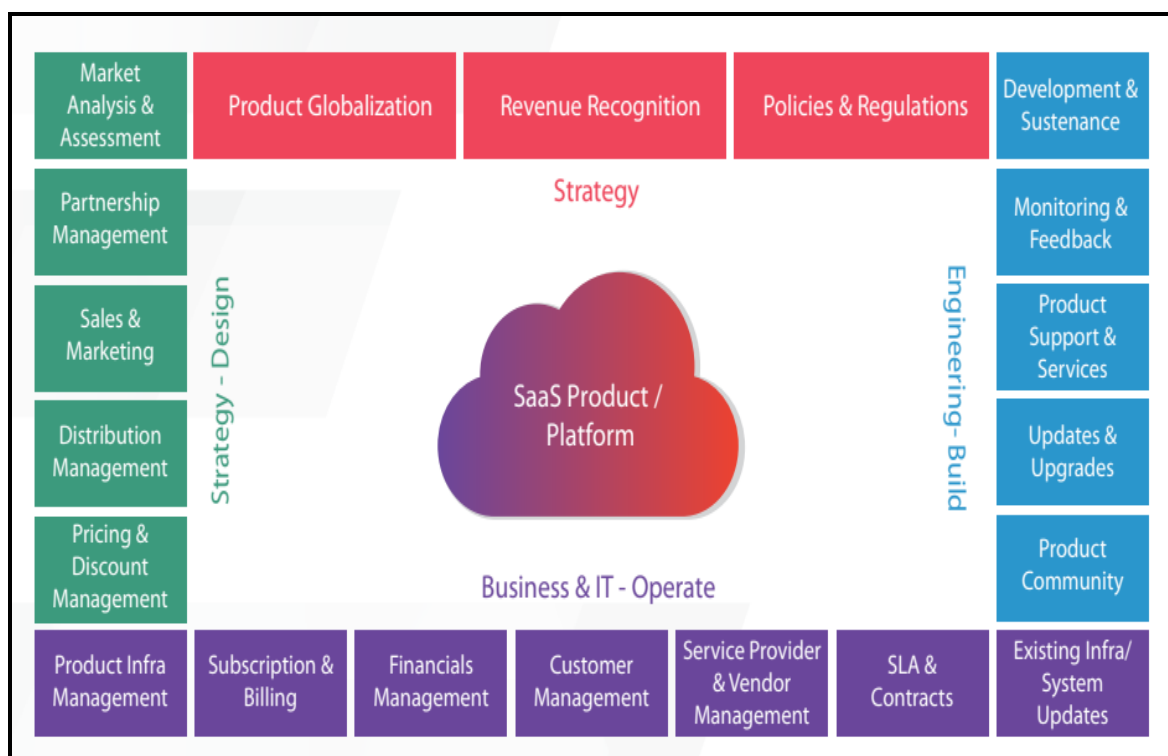 Market
Analysis &
Assessment
Product Globalization
Revenue Recognition
Policies & Regulations
Development &
Sustenance
Strategy
Partnership
Management
Sales &
Marketing
Distribution
Management
Pricing &
Discount
Management
Strategy - Design
SaaS Product /
Platform
Engineering- Build
Monitoring &
Feedback
Product
Support &
Services
Updates &
Upgrades
Product
Community
Business & IT - Operate
Product Infra
Management
Subscription &
Billing
Financials
Management
Customer
Management
Service Provider
& Vendor
Management
SLA &
Contracts
Existing Infra/
System
Updates